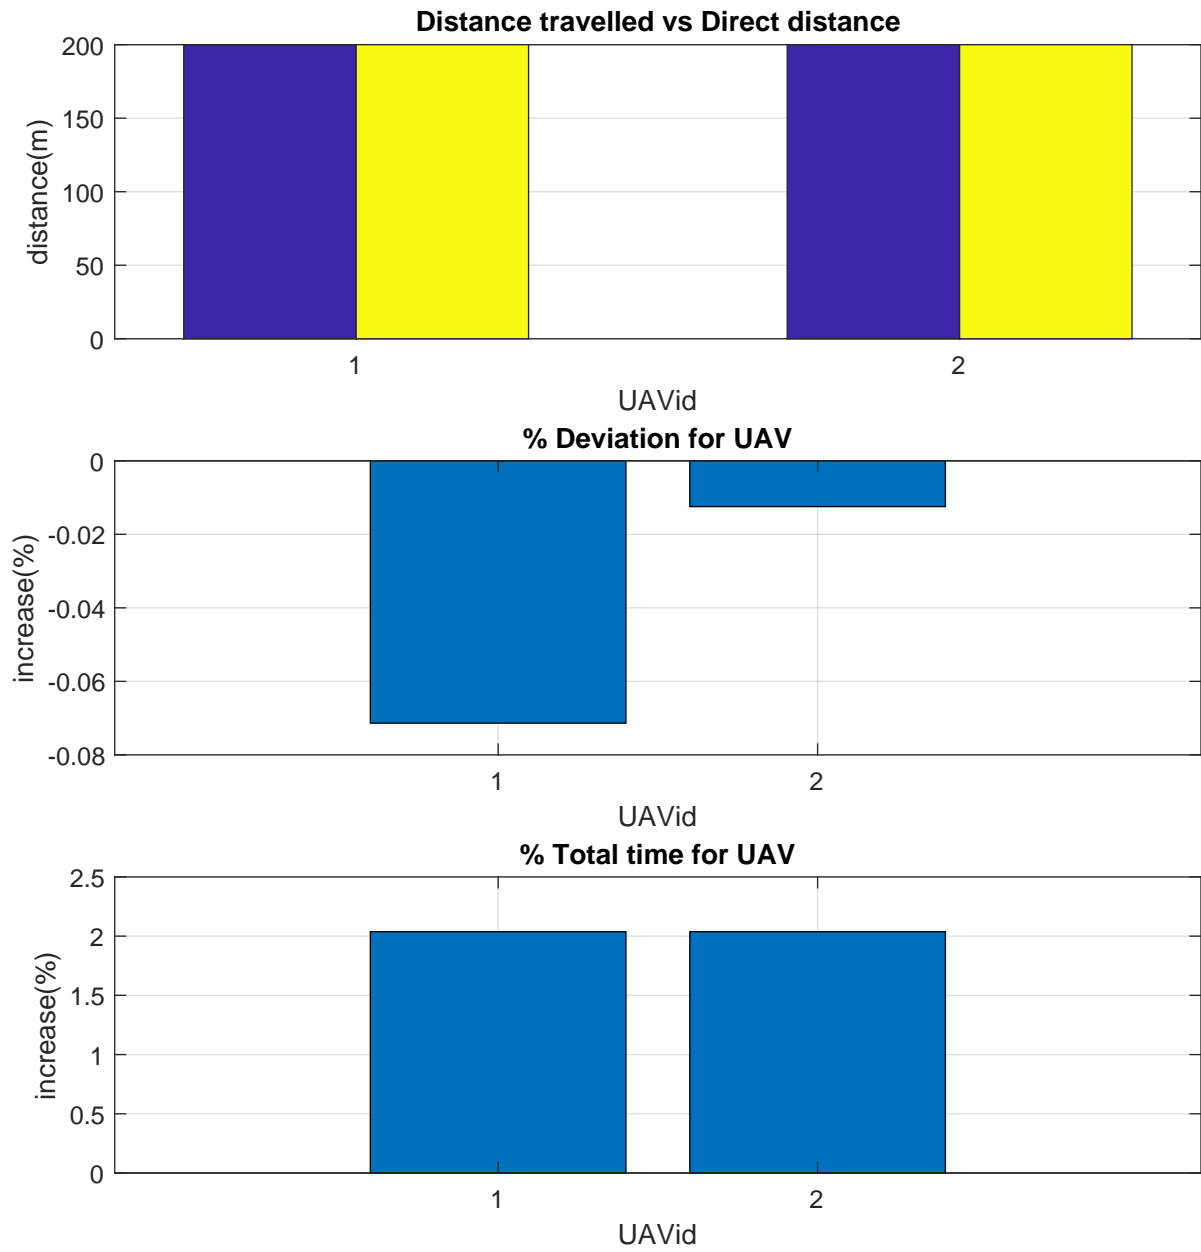 Distance travelled vs Direct distance
200
150
100
50
0
distance(m)
1 2
UAVid
% Deviation for UAV
0
-0.02
-0.04
-0.06
-0.08
increase(%)
1 2
UAVid
% Total time for UAV
2.5
2
1.5
1
0.5
0
increase(%)
1 2
UAVid